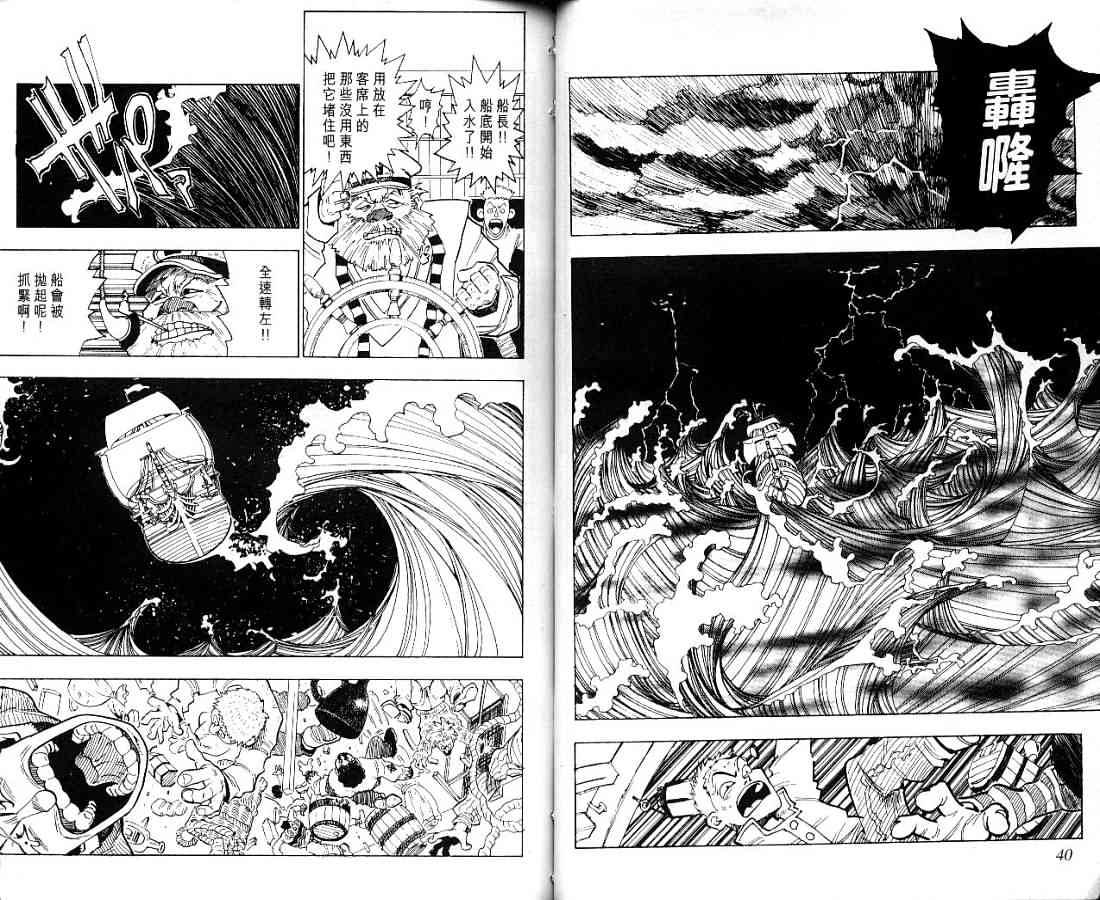 轟
隆
船長!!
船底開始
入水了!!
哼!
用放在
客席上的
那些沒用東西
把它堵住吧!
全速轉左!!
船會被
拋起呢!
抓緊啊!
40